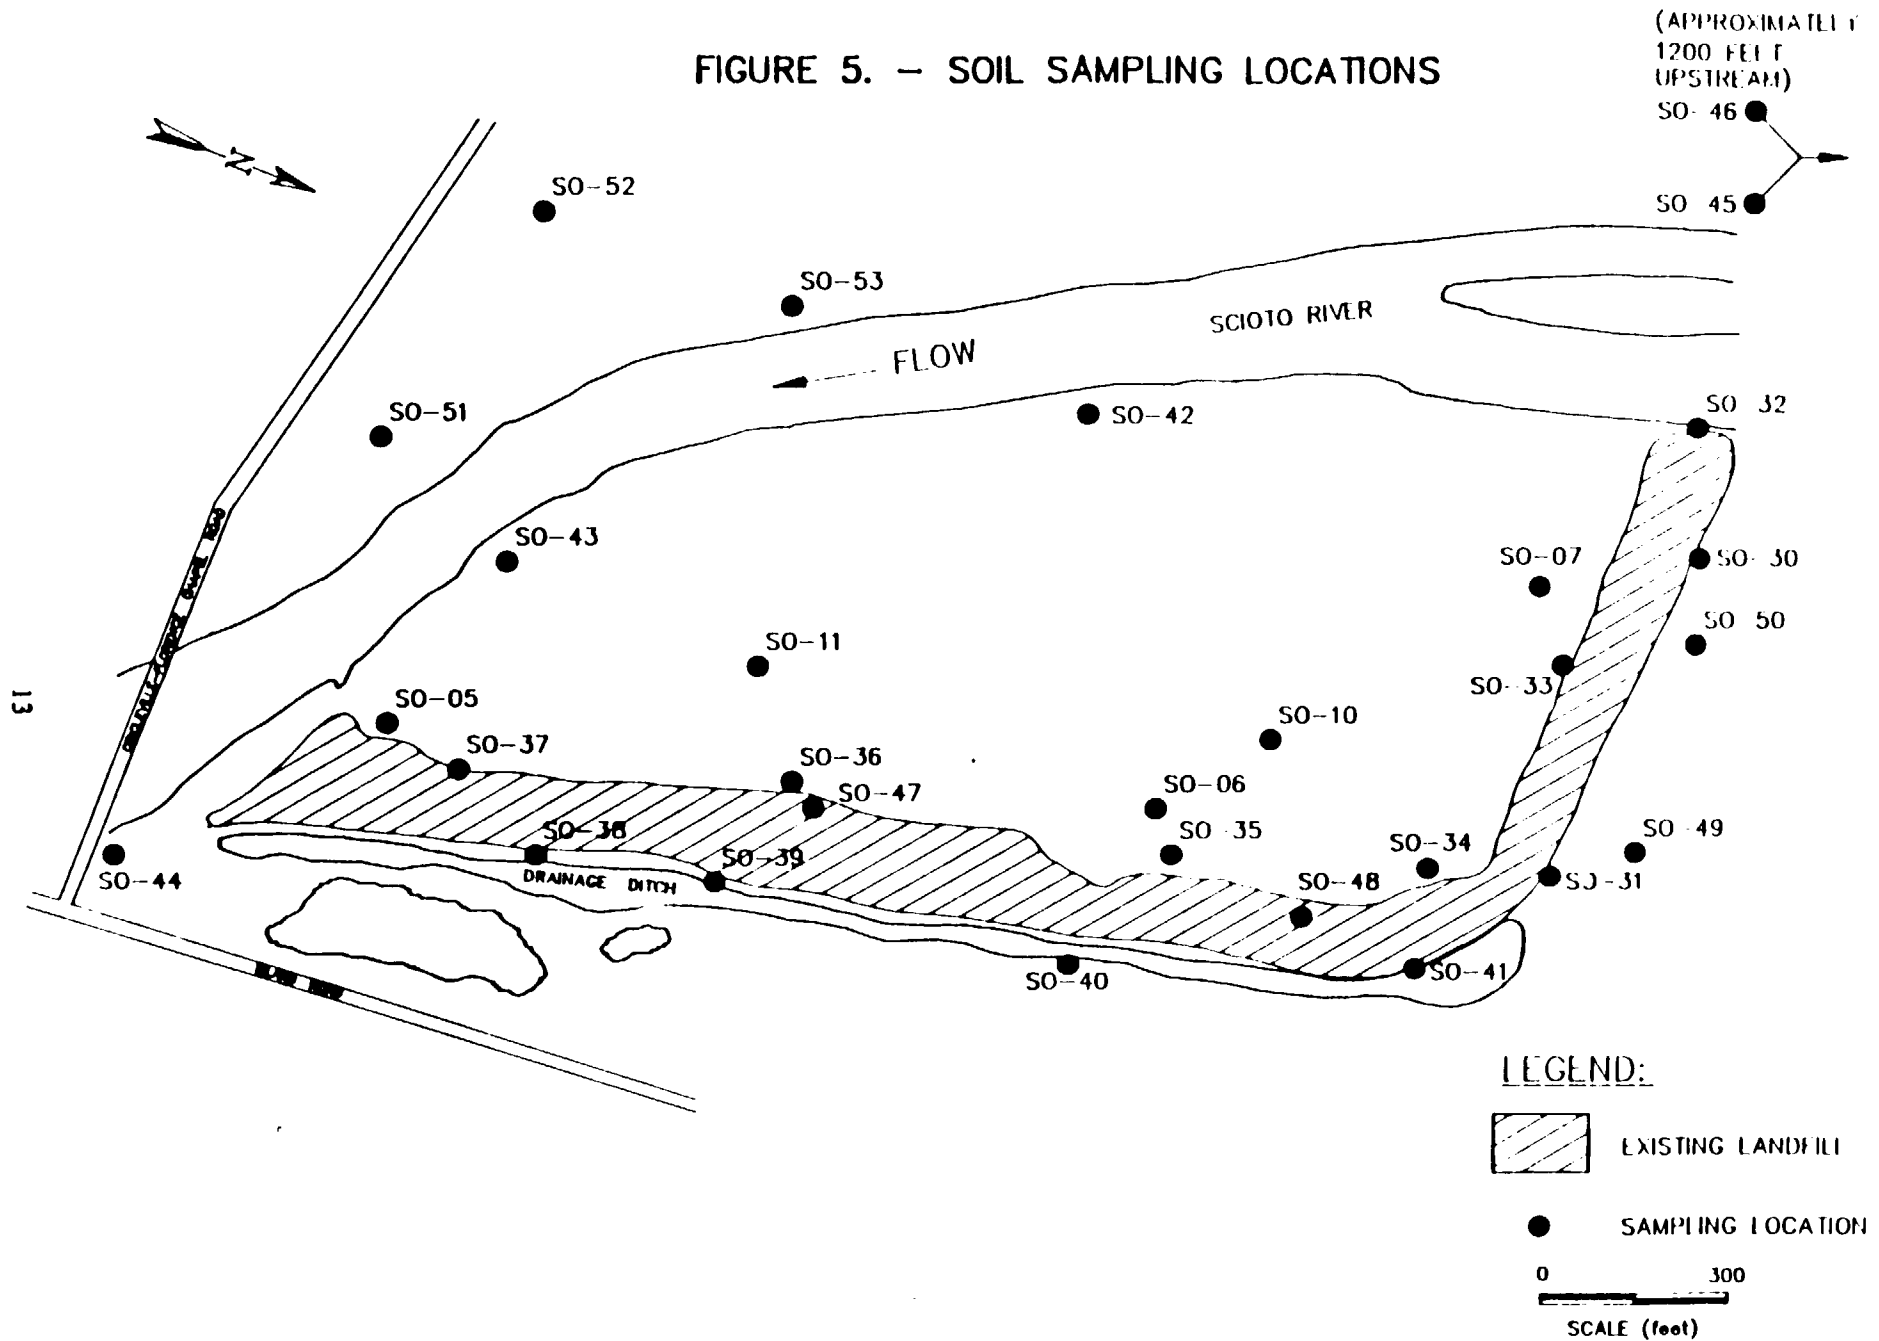 (APPROXIMATELY
1200 FEET
UPSTREAM)
FIGURE 5. - SOIL SAMPLING LOCATIONS
SO-46
N
SO-52
SO 45
SO-53
SCIOTO RIVER
FLOW
SO-51
SO-42
SO 32
SO-43
SO-07
SO-30
SO 50
SO-11
SO-33
13
SO-05
SO-10
SO-37
SO-36
SO-47
SO-06
SO-38
SO-35
SO-34
SO-49
SO-39
SO-44
DRAINAGE DITCH
SO-48
SO-31
SO-40
SO-41
LEGEND:
EXISTING LANDFILL
SAMPLING LOCATION
0 300
SCALE (feet)